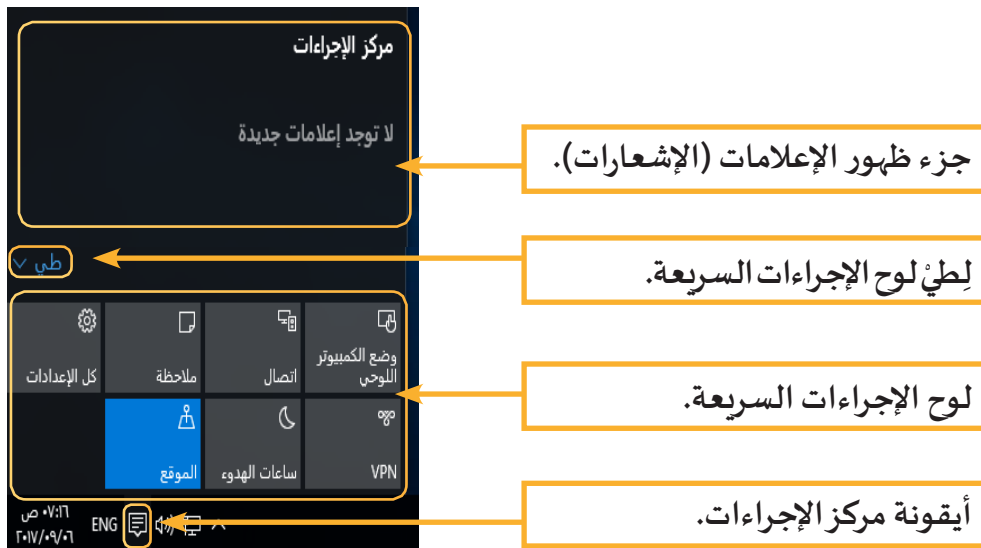 مركز الإجراءات
لا توجد إعلامات جديدة
جزء ظهور الإعلامات (الإشعارات).
طي
لِطيْ لوح الإجراءات السريعة.
وضع الكمبيوتر اللوحي
اتصال
ملاحظة
كل الإعدادات
لوح الإجراءات السريعة.
VPN
ساعات الهدوء
الموقع
أيقونة مركز الإجراءات.
ENG
٠٧:١٦ ص
٢٠١٧/٠٩/٠٦